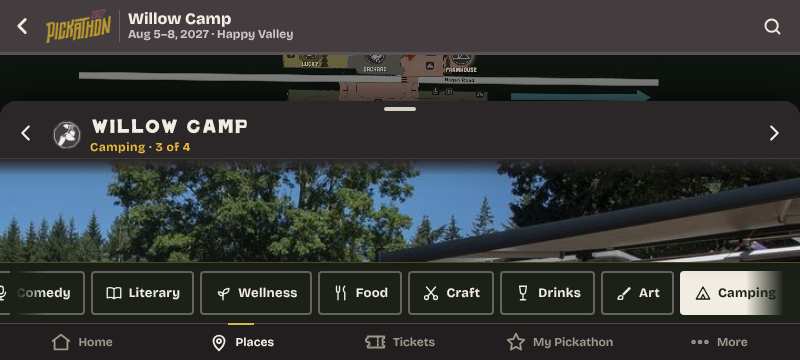 PICKATHON
Willow Camp
Aug 5–8, 2027 · Happy Valley
LUCKY
ORCHARD
FARMHOUSE
WILLOW CAMP
Camping · 3 of 4
Comedy
Literary
Wellness
Food
Craft
Drinks
Art
Camping
Home
Places
Tickets
My Pickathon
More